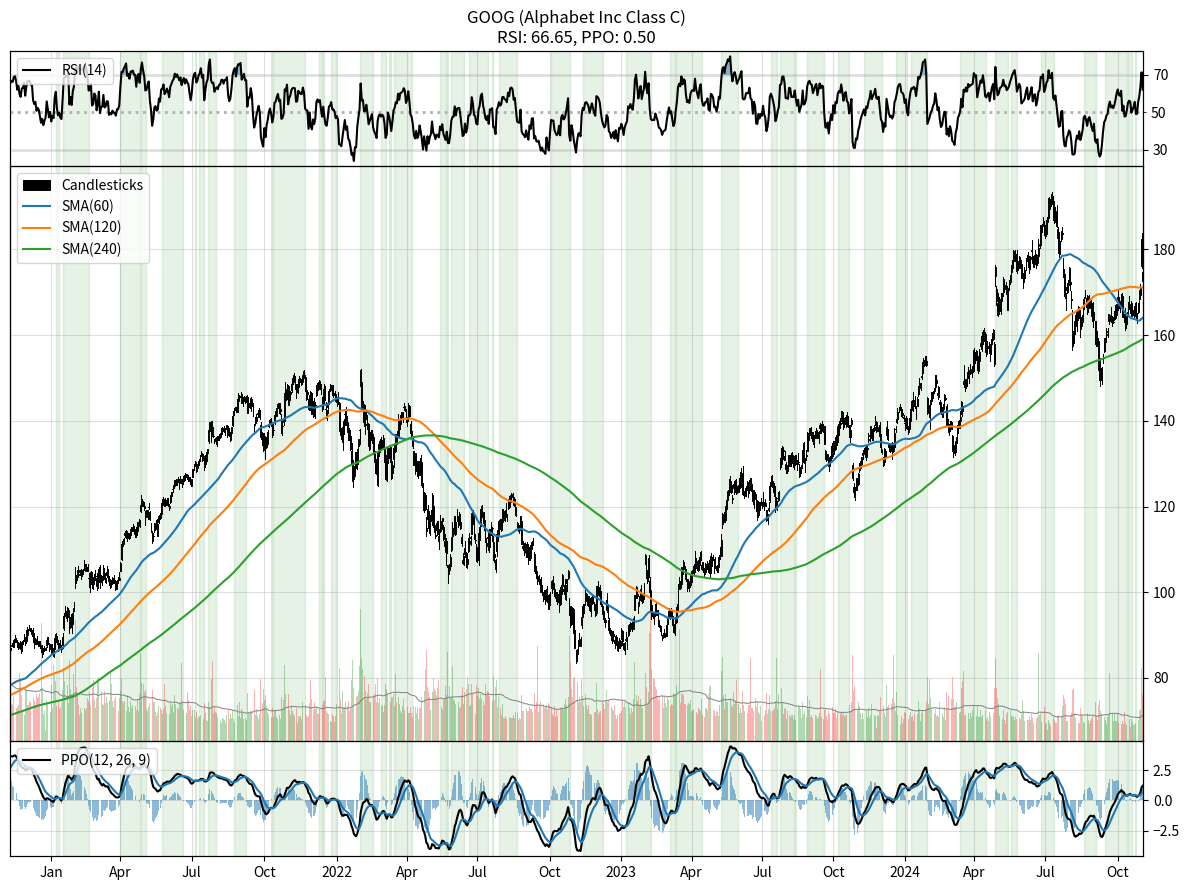 GOOG (Alphabet Inc Class C)
RSI: 66.65, PPO: 0.50
RSI(14)
70
50
30
Candlesticks
SMA(60)
SMA(120)
SMA(240)
180
160
140
120
100
80
PPO(12, 26, 9)
2.5
0.0
−2.5
Jan Apr Jul Oct 2022 Apr Jul Oct 2023 Apr Jul Oct 2024 Apr Jul Oct